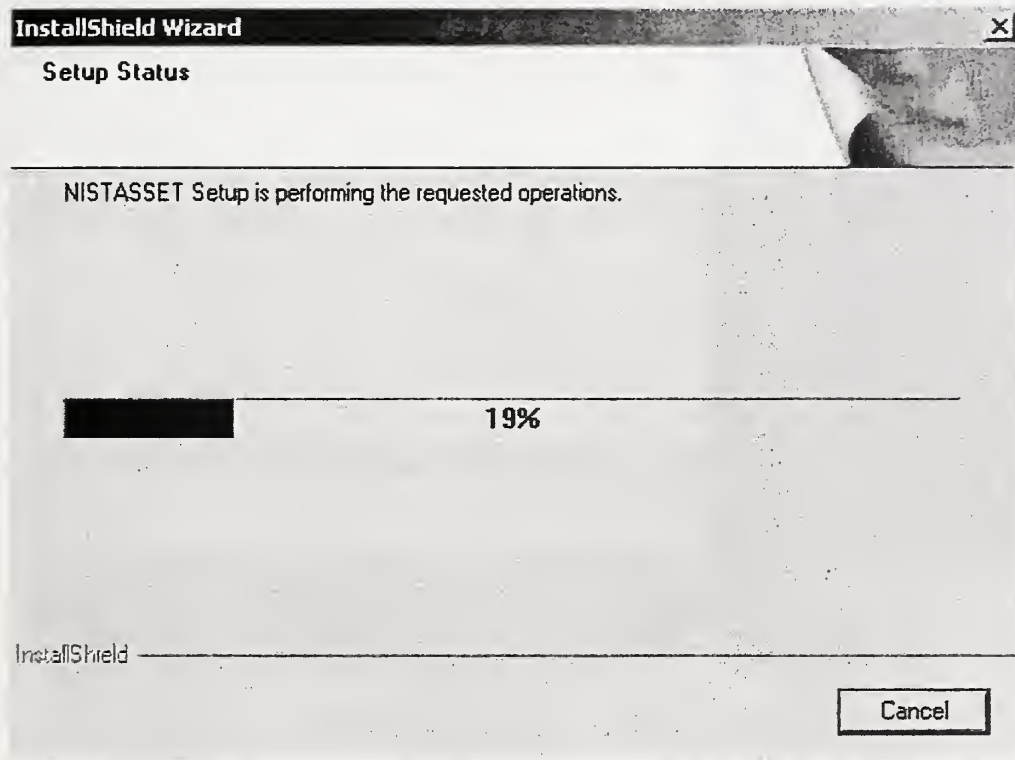 InstallShield Wizard
Setup Status
NISTASSET Setup is performing the requested operations.
19%
InstallShield
Cancel